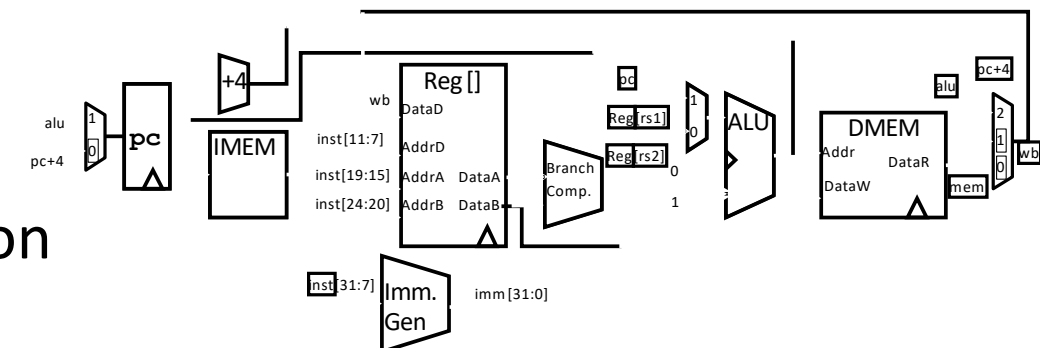 alu
pc+4
1
0
pc
+4
IMEM
Reg []
wb
DataD
inst[11:7]
AddrD
inst[19:15]
AddrA
DataA
inst[24:20]
AddrB
DataB
inst[31:7]
Imm.
Gen
imm[31:0]
Branch
Comp.
pc
Reg[rs1]
Reg[rs2]
1
0
0
1
ALU
DMEM
Addr
DataR
DataW
alu
pc+4
mem
2
1
0
wb
on